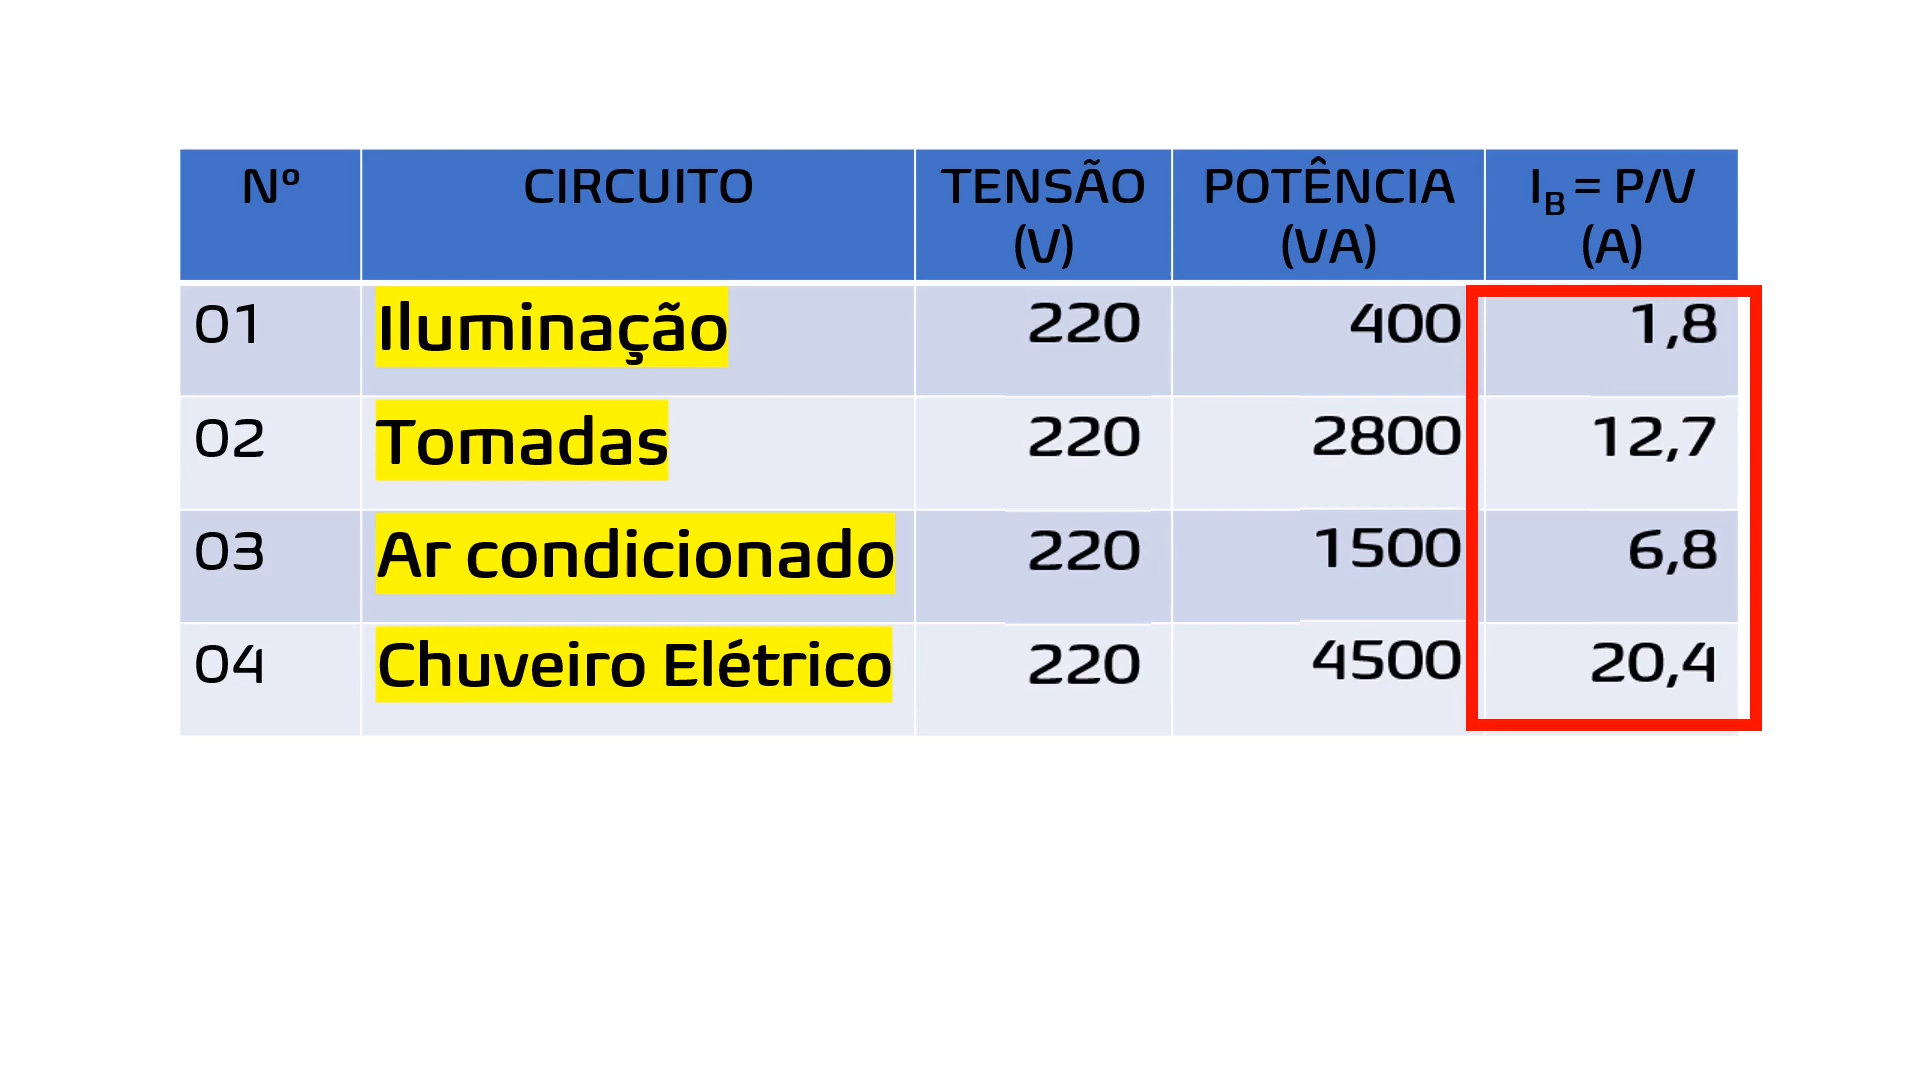 Nº CIRCUITO TENSÃO (V) POTÊNCIA (VA) IB = P/V (A)
01 Iluminação 220 400 1,8
02 Tomadas 220 2800 12,7
03 Ar condicionado 220 1500 6,8
04 Chuveiro Elétrico 220 4500 20,4